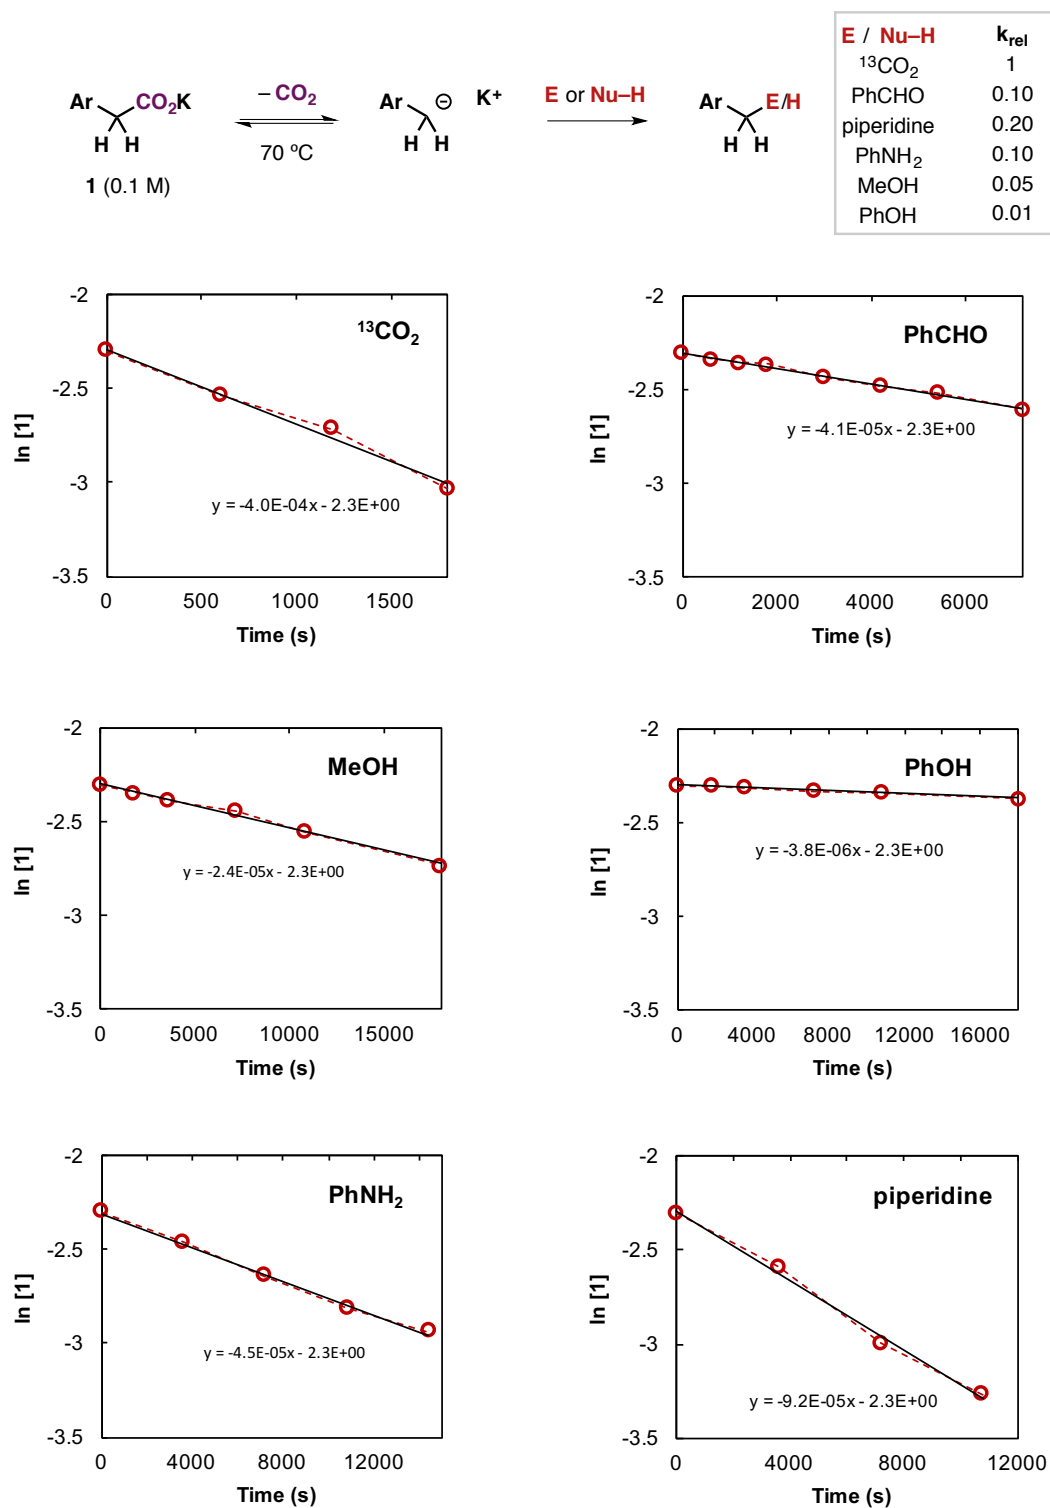 E / Nu–H k_rel
¹³CO₂ 1
PhCHO 0.10
piperidine 0.20
PhNH₂ 0.10
MeOH 0.05
PhOH 0.01
Ar CO₂K
H H
1 (0.1 M)
– CO₂
70 ºC
Ar ⊖ K⁺
H H
E or Nu–H
Ar E/H
H H
¹³CO₂
ln [1]
-2
-2.5
-3
-3.5
y = -4.0E-04x - 2.3E+00
0 500 1000 1500
Time (s)
PhCHO
ln [1]
-2
-2.5
-3
-3.5
y = -4.1E-05x - 2.3E+00
0 2000 4000 6000
Time (s)
MeOH
ln [1]
-2
-2.5
-3
-3.5
y = -2.4E-05x - 2.3E+00
0 5000 10000 15000
Time (s)
PhOH
ln [1]
-2
-2.5
-3
-3.5
y = -3.8E-06x - 2.3E+00
0 4000 8000 12000 16000
Time (s)
PhNH₂
ln [1]
-2
-2.5
-3
-3.5
y = -4.5E-05x - 2.3E+00
0 4000 8000 12000
Time (s)
piperidine
ln [1]
-2
-2.5
-3
-3.5
y = -9.2E-05x - 2.3E+00
0 4000 8000 12000
Time (s)